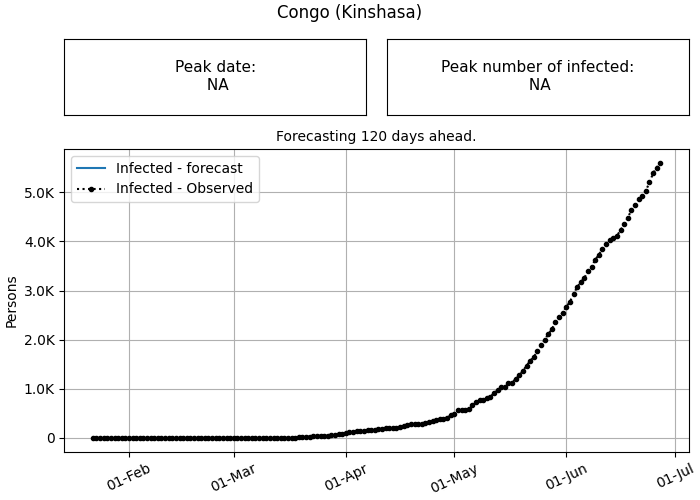 Congo (Kinshasa)
Peak date:
NA
Peak number of infected:
NA
Forecasting 120 days ahead.
Infected - forecast
Infected - Observed
Persons
5.0K
4.0K
3.0K
2.0K
1.0K
0
01-Feb
01-Mar
01-Apr
01-May
01-Jun
01-Jul